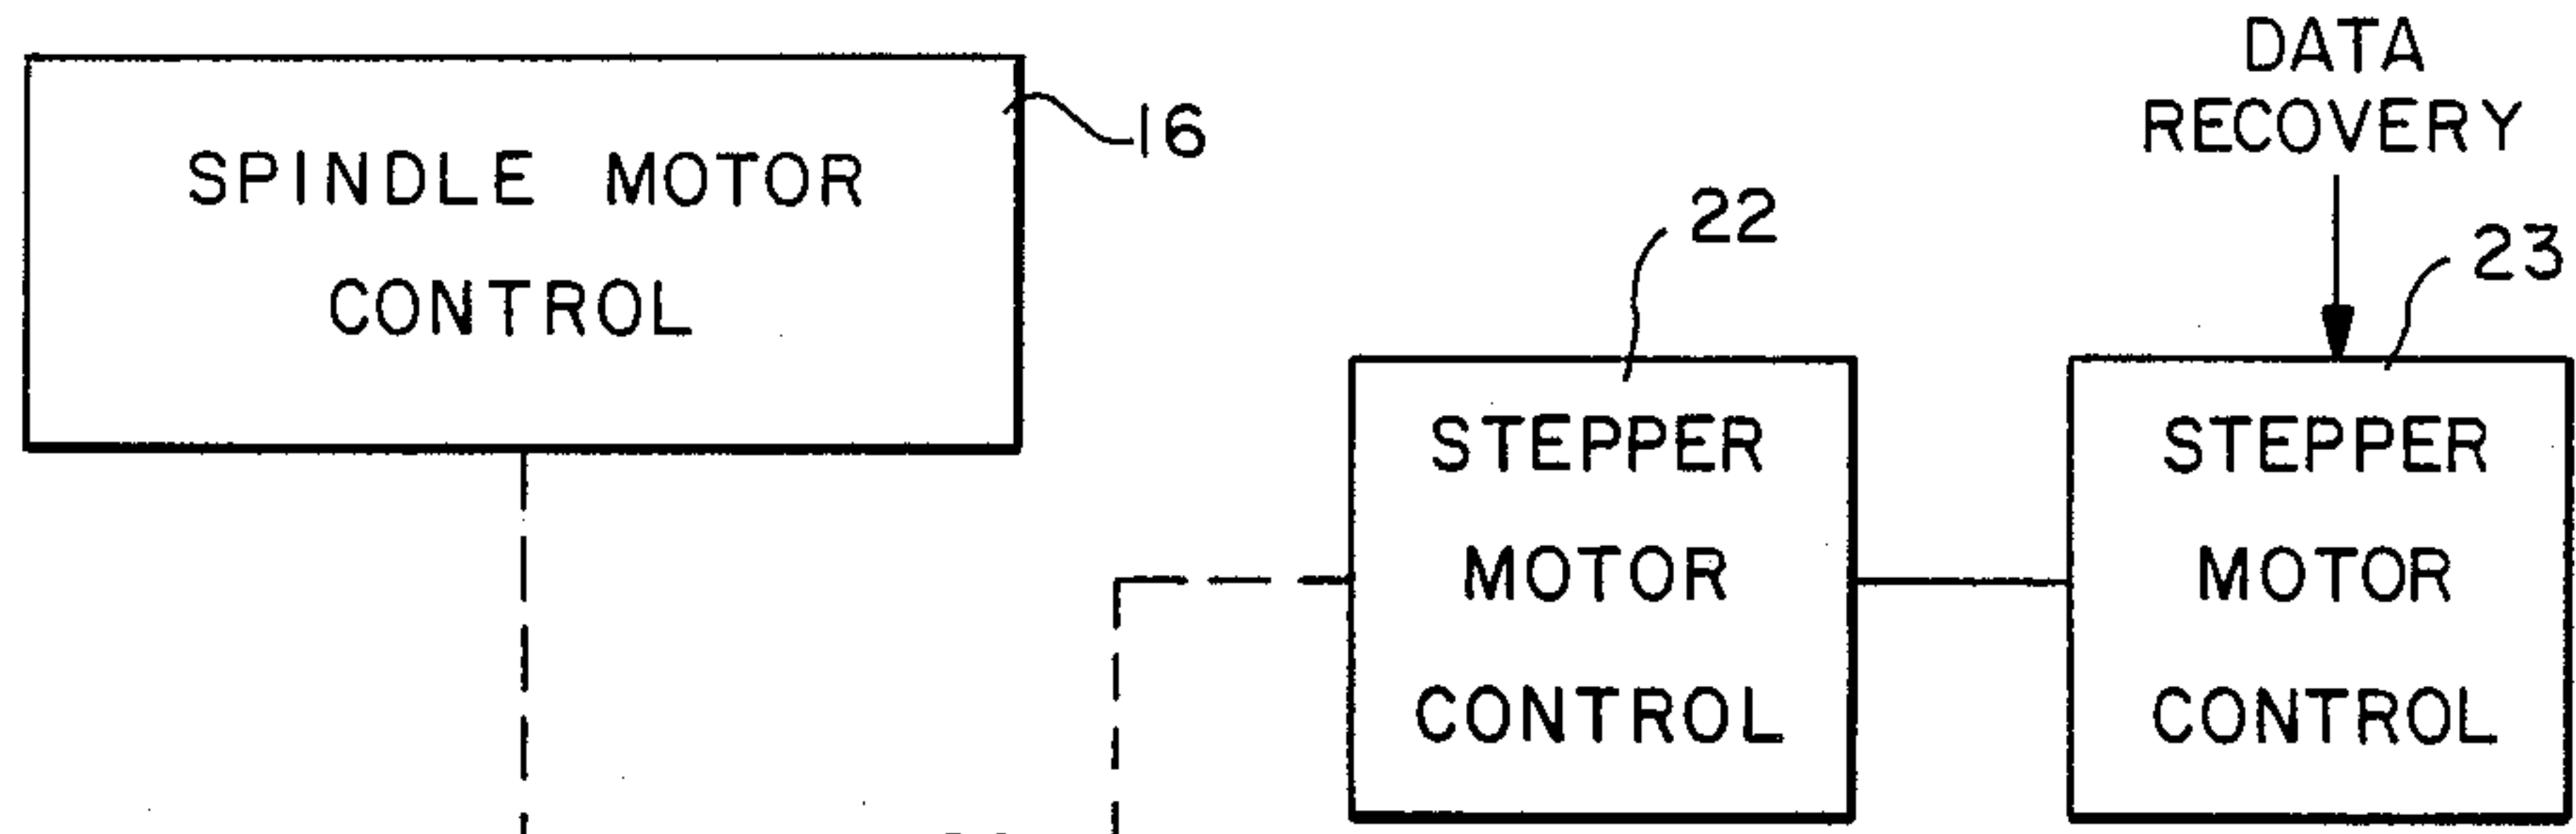 SPINDLE MOTOR
CONTROL
16
DATA
RECOVERY
22
23
STEPPER
MOTOR
CONTROL
STEPPER
MOTOR
CONTROL